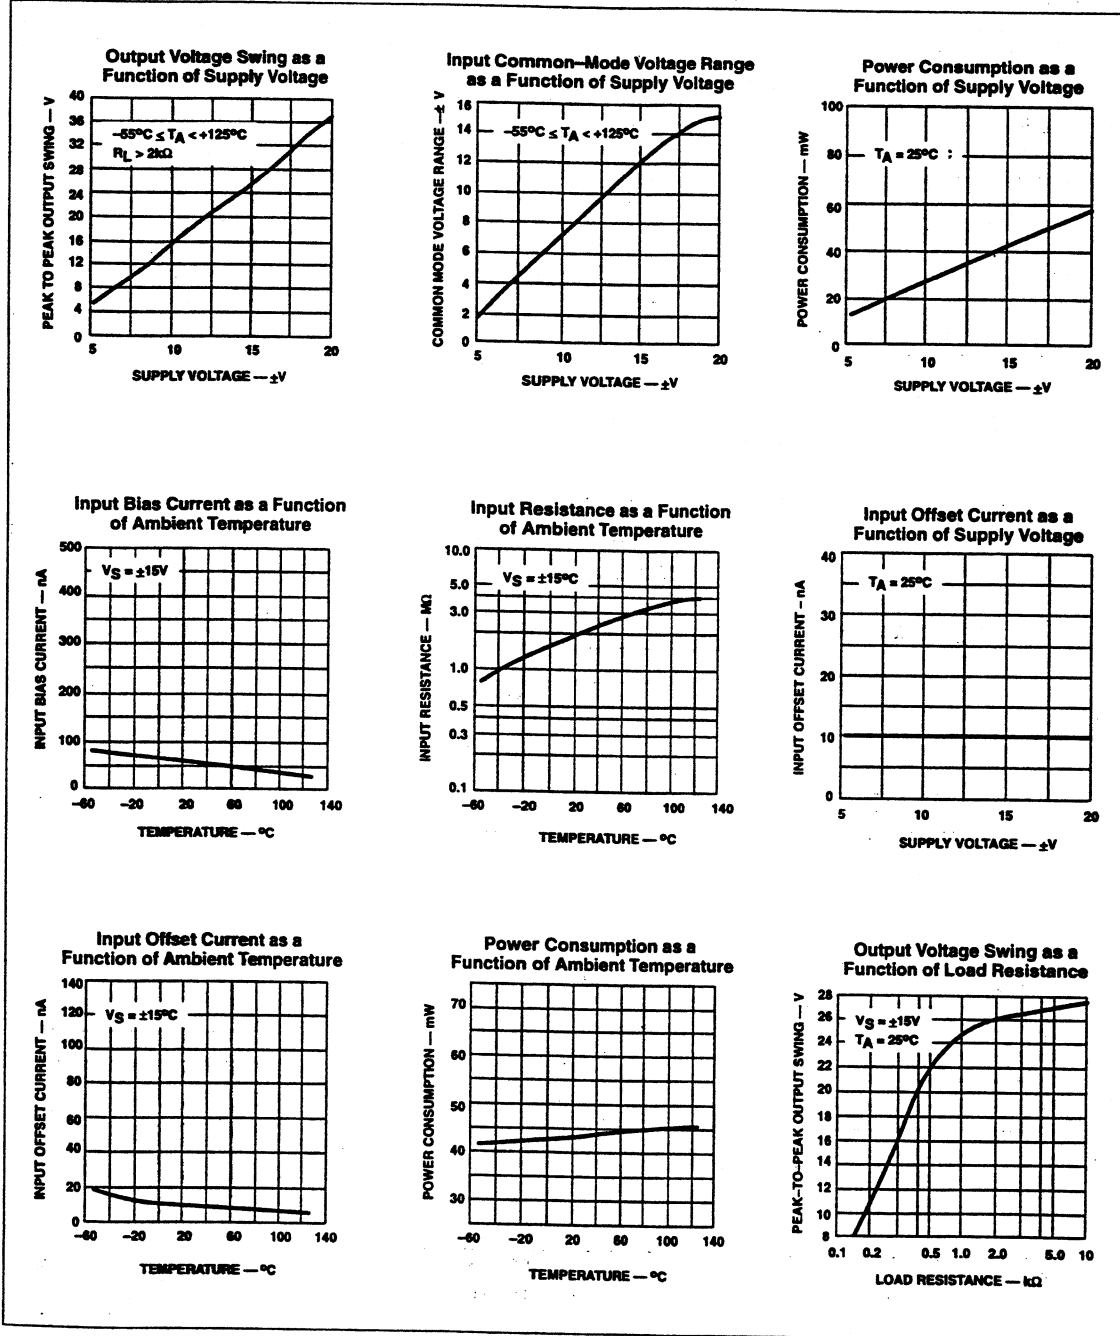 Output Voltage Swing as a
Function of Supply Voltage
PEAK TO PEAK OUTPUT SWING — V
40
36
32
28
24
20
16
12
8
4
0
–55°C ≤ TA < +125°C
RL > 2kΩ
5 10 15 20
SUPPLY VOLTAGE — ±V
Input Common–Mode Voltage Range
as a Function of Supply Voltage
COMMON MODE VOLTAGE RANGE — ± V
16
14
12
10
8
6
4
2
0
–55°C ≤ TA < +125°C
5 10 15 20
SUPPLY VOLTAGE — ±V
Power Consumption as a
Function of Supply Voltage
POWER CONSUMPTION — mW
100
80
60
40
20
0
TA = 25°C
5 10 15 20
SUPPLY VOLTAGE — ±V
Input Bias Current as a Function
of Ambient Temperature
INPUT BIAS CURRENT — nA
500
400
300
200
100
0
VS = ±15V
–60 –20 20 60 100 140
TEMPERATURE — °C
Input Resistance as a Function
of Ambient Temperature
INPUT RESISTANCE — MΩ
10.0
5.0
3.0
1.0
0.5
0.3
0.1
VS = ±15°C
–60 –20 20 60 100 140
TEMPERATURE — °C
Input Offset Current as a
Function of Supply Voltage
INPUT OFFSET CURRENT – nA
40
30
20
10
0
TA = 25°C
5 10 15 20
SUPPLY VOLTAGE — ±V
Input Offset Current as a
Function of Ambient Temperature
INPUT OFFSET CURRENT — nA
140
120
100
80
60
40
20
0
VS = ±15°C
–60 –20 20 60 100 140
TEMPERATURE — °C
Power Consumption as a
Function of Ambient Temperature
POWER CONSUMPTION — mW
70
60
50
40
30
–60 –20 20 60 100 140
TEMPERATURE — °C
Output Voltage Swing as a
Function of Load Resistance
PEAK–TO–PEAK OUTPUT SWING — V
28
26
24
22
20
18
16
14
12
10
8
VS = ±15V
TA = 25°C
0.1 0.2 0.5 1.0 2.0 5.0 10
LOAD RESISTANCE — kΩ